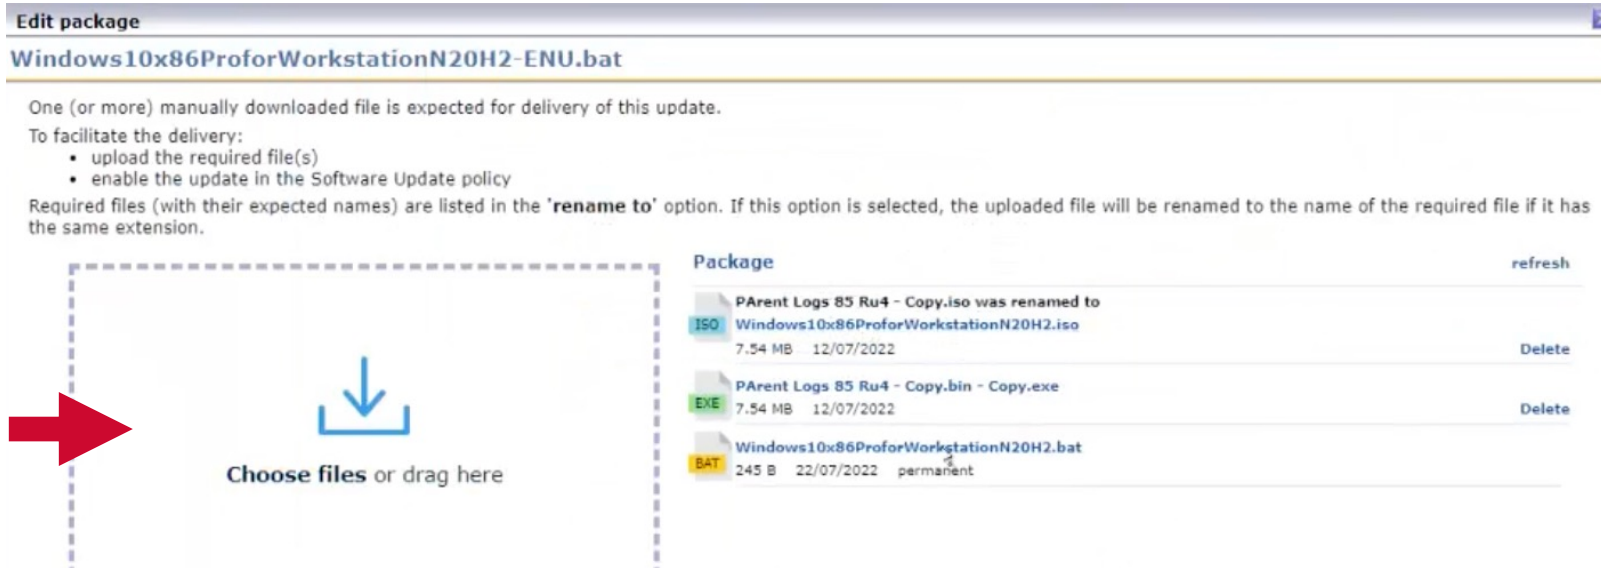 Edit package
Windows10x86ProforWorkstationN20H2-ENU.bat
One (or more) manually downloaded file is expected for delivery of this update.
To facilitate the delivery:
• upload the required file(s)
• enable the update in the Software Update policy
Required files (with their expected names) are listed in the 'rename to' option. If this option is selected, the uploaded file will be renamed to the name of the required file if it has
the same extension.
Choose files or drag here
Package
refresh
PArent Logs 85 Ru4 - Copy.iso was renamed to
ISO
Windows10x86ProforWorkstationN20H2.iso
7.54 MB 12/07/2022
Delete
PArent Logs 85 Ru4 - Copy.bin - Copy.exe
EXE
7.54 MB 12/07/2022
Delete
Windows10x86ProforWorkstationN20H2.bat
BAT
245 B 22/07/2022 permanent